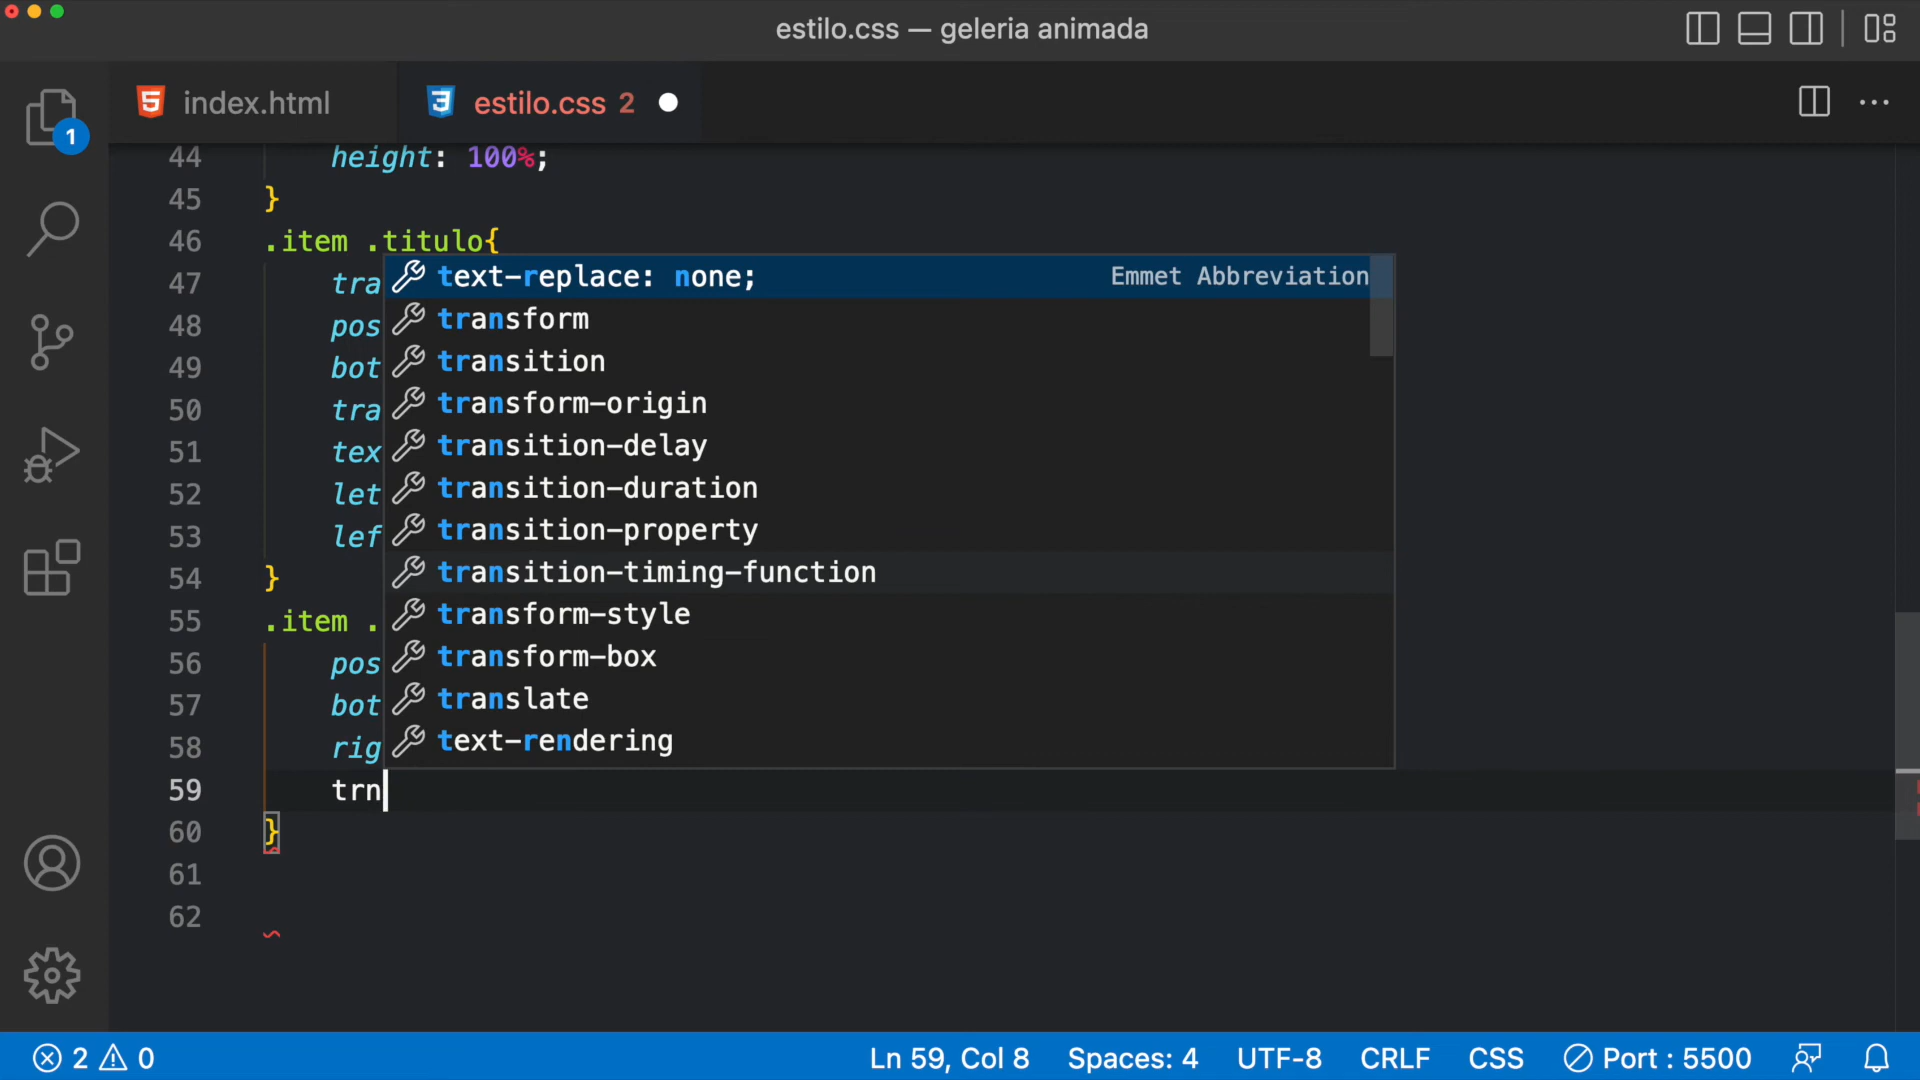 estilo.css — geleria animada
index.html
estilo.css 2
1
44 height: 100%;
45 }
46 .item .titulo{
47 tra
48 pos
49 bot
50 tra
51 tex
52 let
53 lef
54 }
55 .item .
56 pos
57 bot
58 rig
59 trn
60 }
61
62
text-replace: none; Emmet Abbreviation
transform
transition
transform-origin
transition-delay
transition-duration
transition-property
transition-timing-function
transform-style
transform-box
translate
text-rendering
2 0 Ln 59, Col 8 Spaces: 4 UTF-8 CRLF CSS Port : 5500